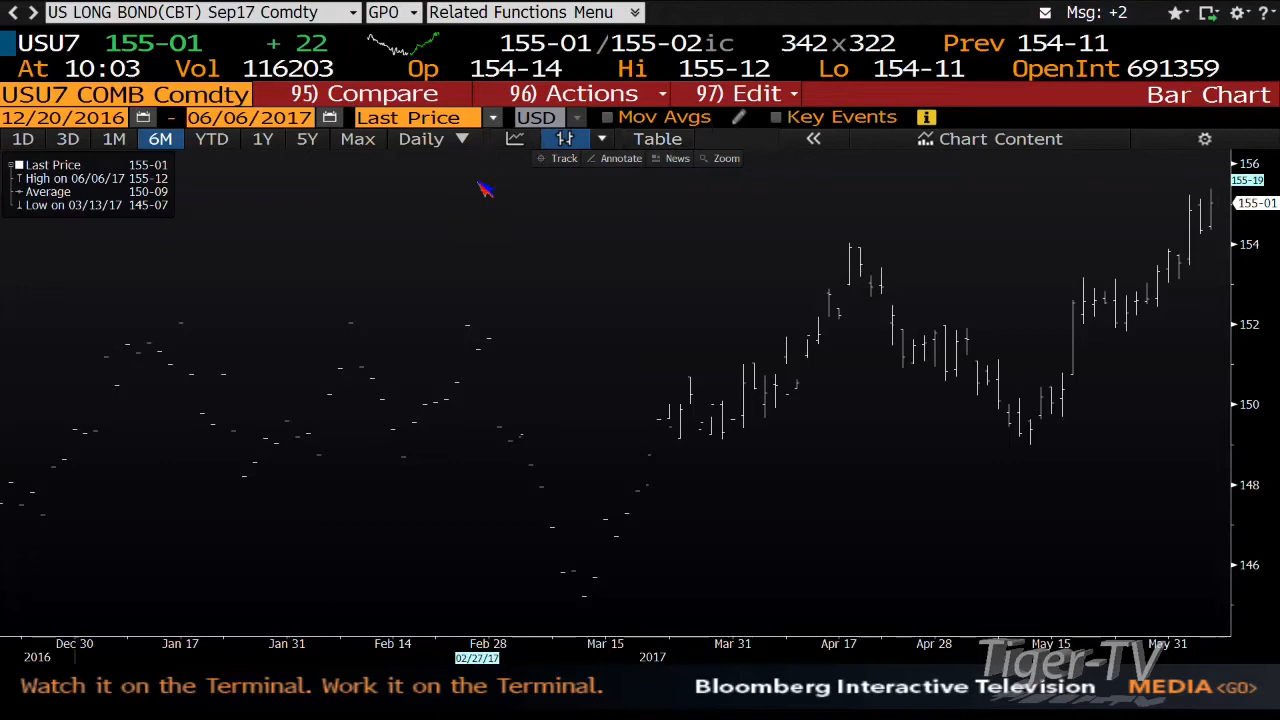 US LONG BOND(CBT) Sep17 Comdty GPO Related Functions Menu Msg: +2 ?
USU7 155-01 + 22 155-01/155-02ic 342x322 Prev 154-11
At 10:03 Vol 116203 Op 154-14 Hi 155-12 Lo 154-11 OpenInt 691359
USU7 COMB Comdty 95) Compare 96) Actions 97) Edit Bar Chart
12/20/2016 - 06/06/2017 Last Price USD Mov Avgs Key Events
1D 3D 1M 6M YTD 1Y 5Y Max Daily Table « Chart Content
Track Annotate News Zoom
Last Price 155-01
High on 06/06/17 155-12
Average 150-09
Low on 03/13/17 145-07
156
155-19
155-01
154
152
150
148
146
Dec 30 Jan 17 Jan 31 Feb 14 Feb 28 Mar 15 Mar 31 Apr 17 Apr 28 May 15 May 31
2016 02/27/17 2017
Tiger-TV
Watch it on the Terminal. Work it on the Terminal. Bloomberg Interactive Television MEDIA <GO>